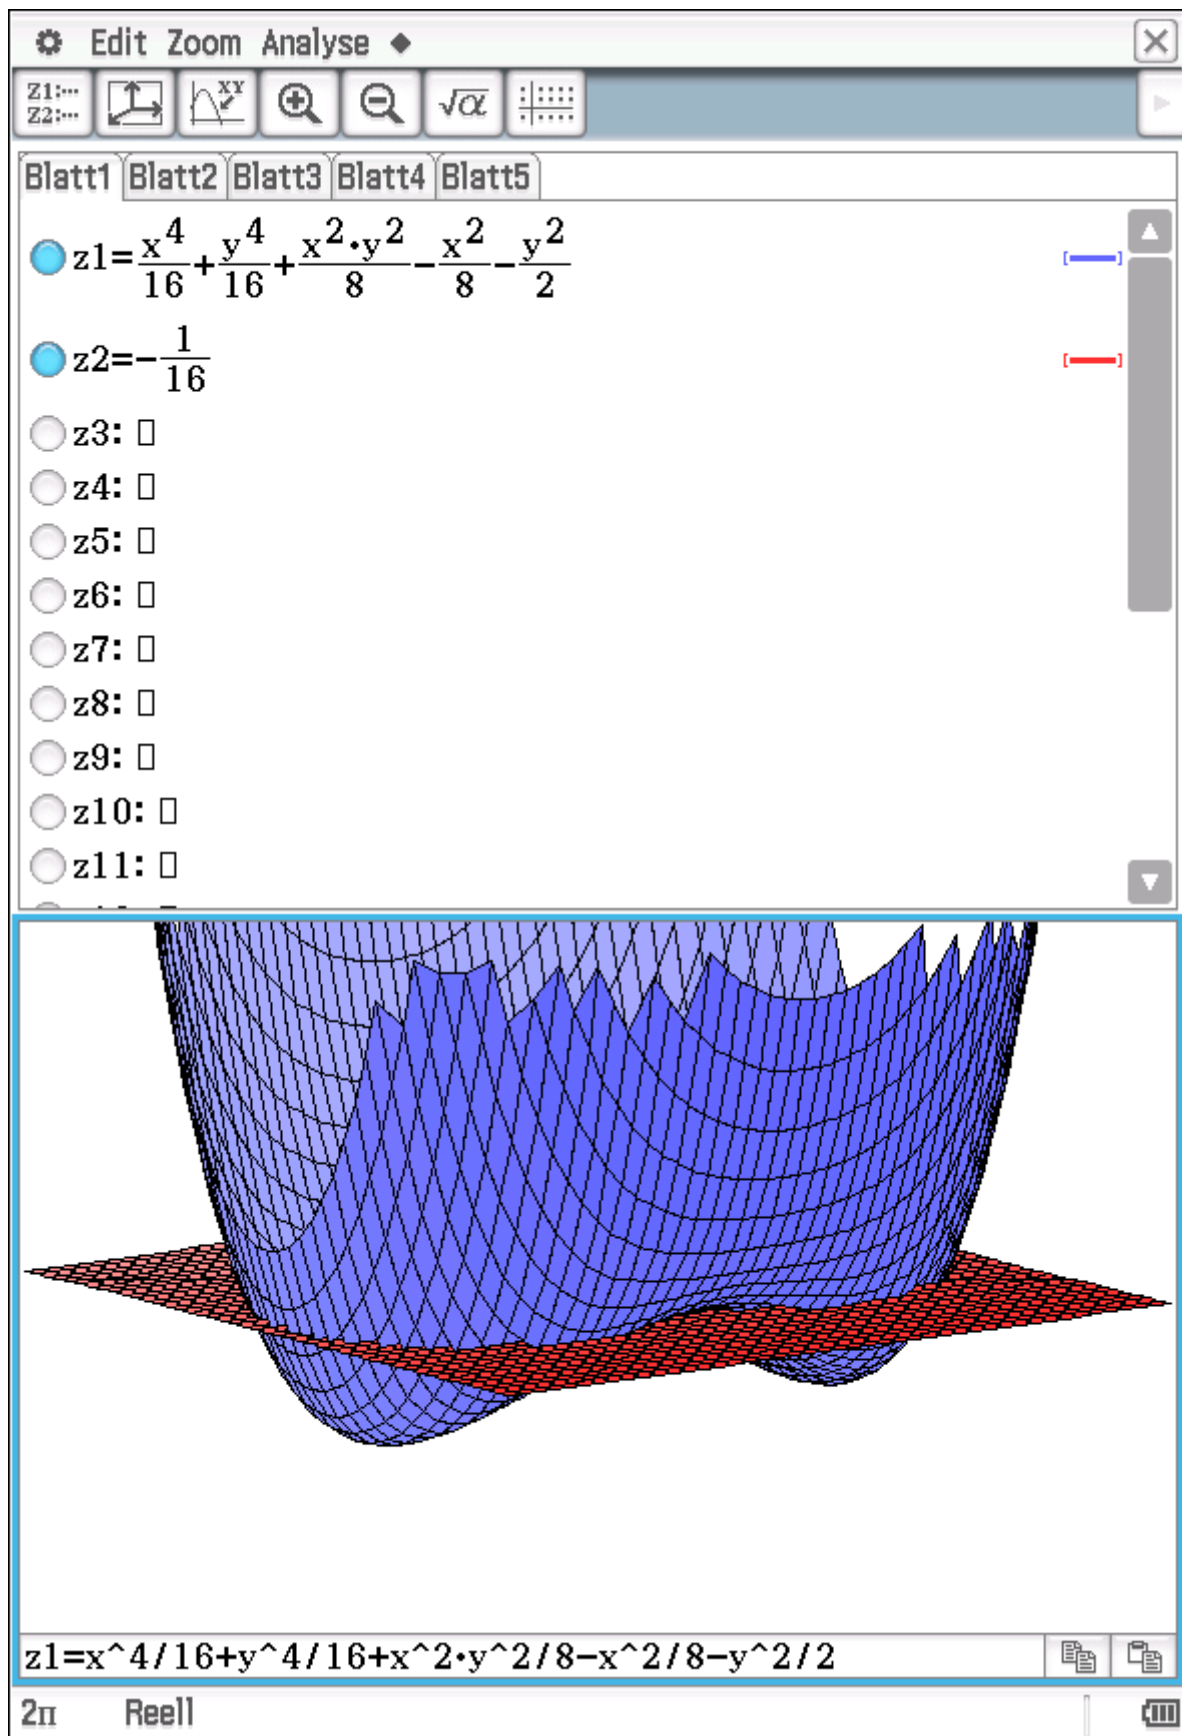 Edit Zoom Analyse ◆
Z1:… Z2:… XY √α
Blatt1 Blatt2 Blatt3 Blatt4 Blatt5
z1=x^4/16+y^4/16+x^2·y^2/8-x^2/8-y^2/2
z2=-1/16
z3:
z4:
z5:
z6:
z7:
z8:
z9:
z10:
z11:
z1=x^4/16+y^4/16+x^2·y^2/8-x^2/8-y^2/2
2π Reell